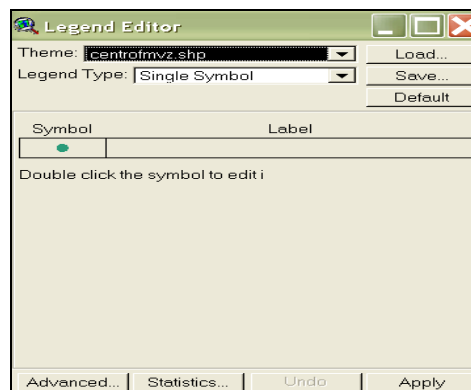 Legend Editor
Theme: centrofmvz.shp Load...
Legend Type: Single Symbol Save...
Default
Symbol Label
Double click the symbol to edit i
Advanced... Statistics... Undo Apply